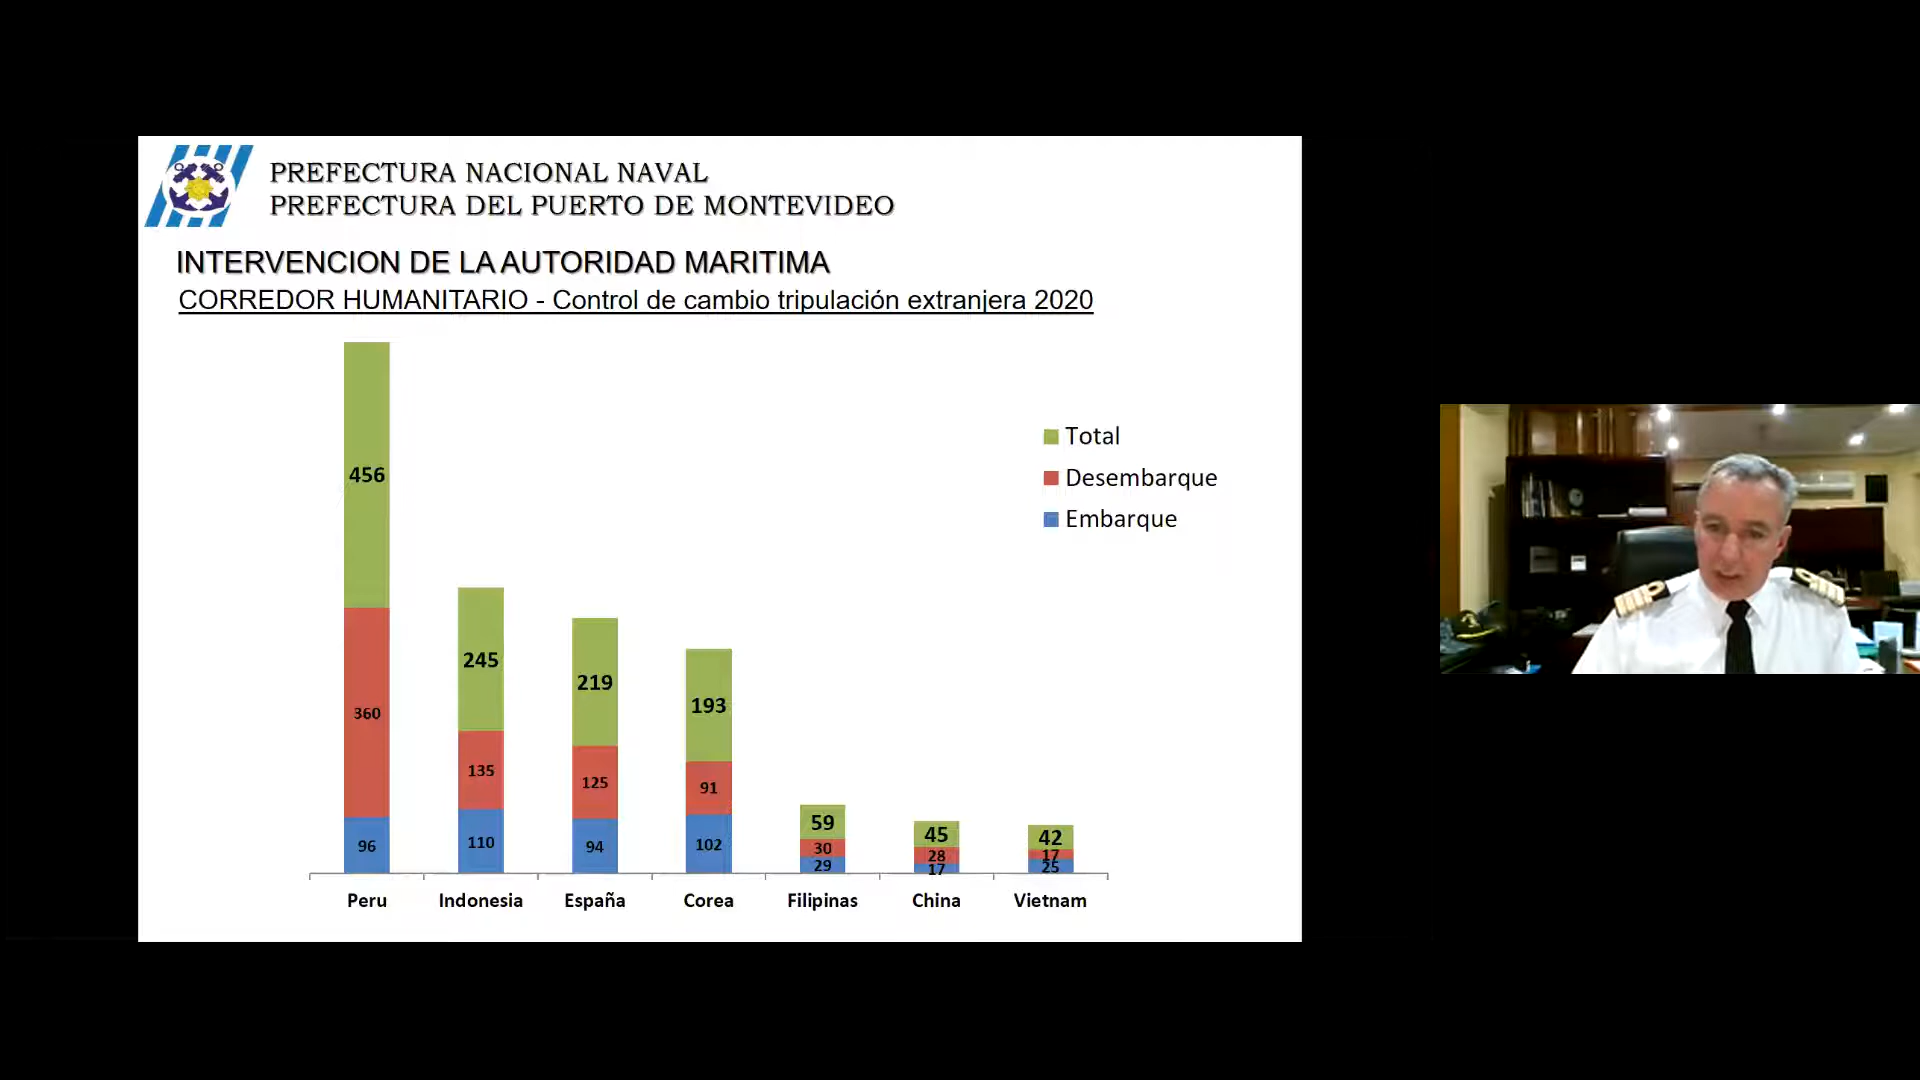 PREFECTURA NACIONAL NAVAL
PREFECTURA DEL PUERTO DE MONTEVIDEO
INTERVENCION DE LA AUTORIDAD MARITIMA
CORREDOR HUMANITARIO - Control de cambio tripulación extranjera 2020
Total
Desembarque
Embarque
456
360
96
245
135
110
219
125
94
193
91
102
59
30
29
45
28
17
42
17
25
Peru
Indonesia
España
Corea
Filipinas
China
Vietnam